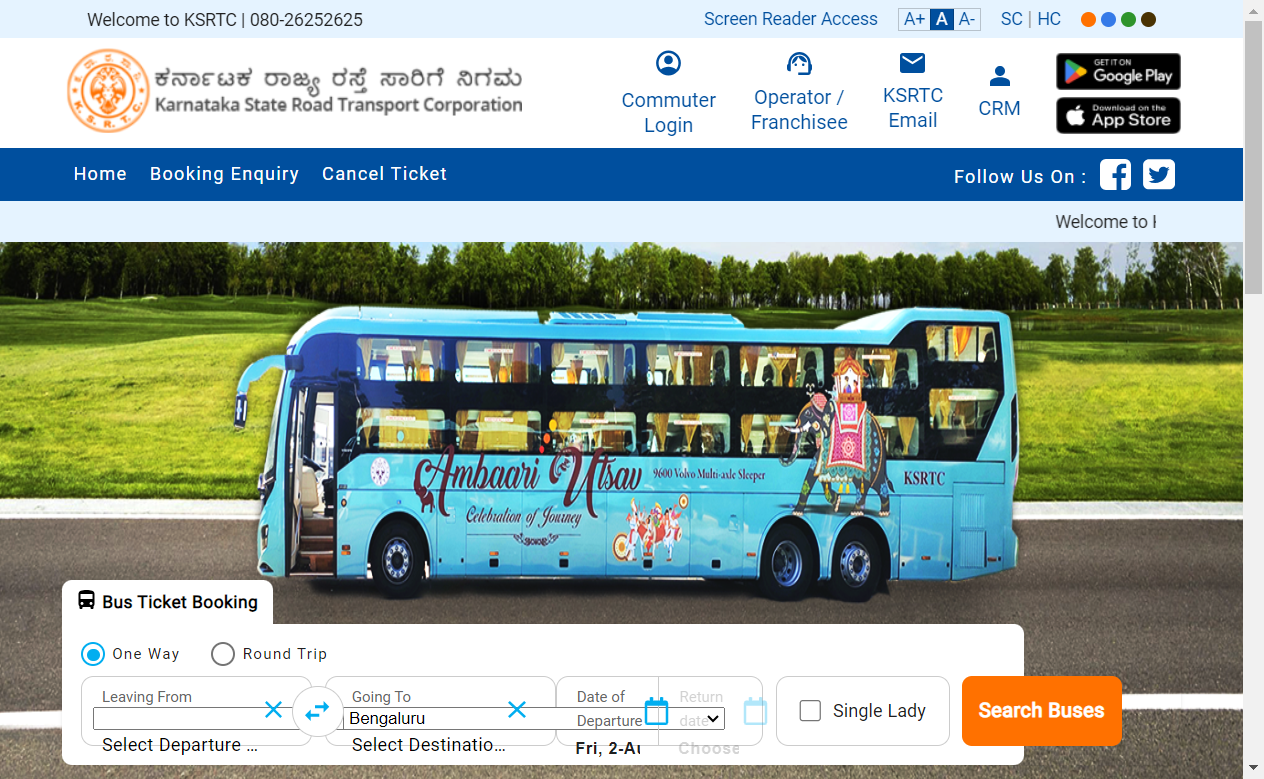 Welcome to KSRTC | 080-26252625
Screen Reader Access
A+ A A-
SC | HC
ಕರ್ನಾಟಕ ರಾಜ್ಯ ರಸ್ತೆ ಸಾರಿಗೆ ನಿಗಮ
Karnataka State Road Transport Corporation
K.S.R.T.C.
Commuter
Login
Operator /
Franchisee
KSRTC
Email
CRM
GET IT ON
Google Play
Download on the
App Store
Home
Booking Enquiry
Cancel Ticket
Follow Us On :
Welcome to
Ambaari Utsav
9600 Volvo Multi-axle Sleeper
KSRTC
Celebration of Journey
Bus Ticket Booking
One Way
Round Trip
Leaving From
Select Departure ...
Going To
Bengaluru
Select Destinatio...
Date of
Departure
Fri, 2-Au
Return
date
Choose
Single Lady
Search Buses